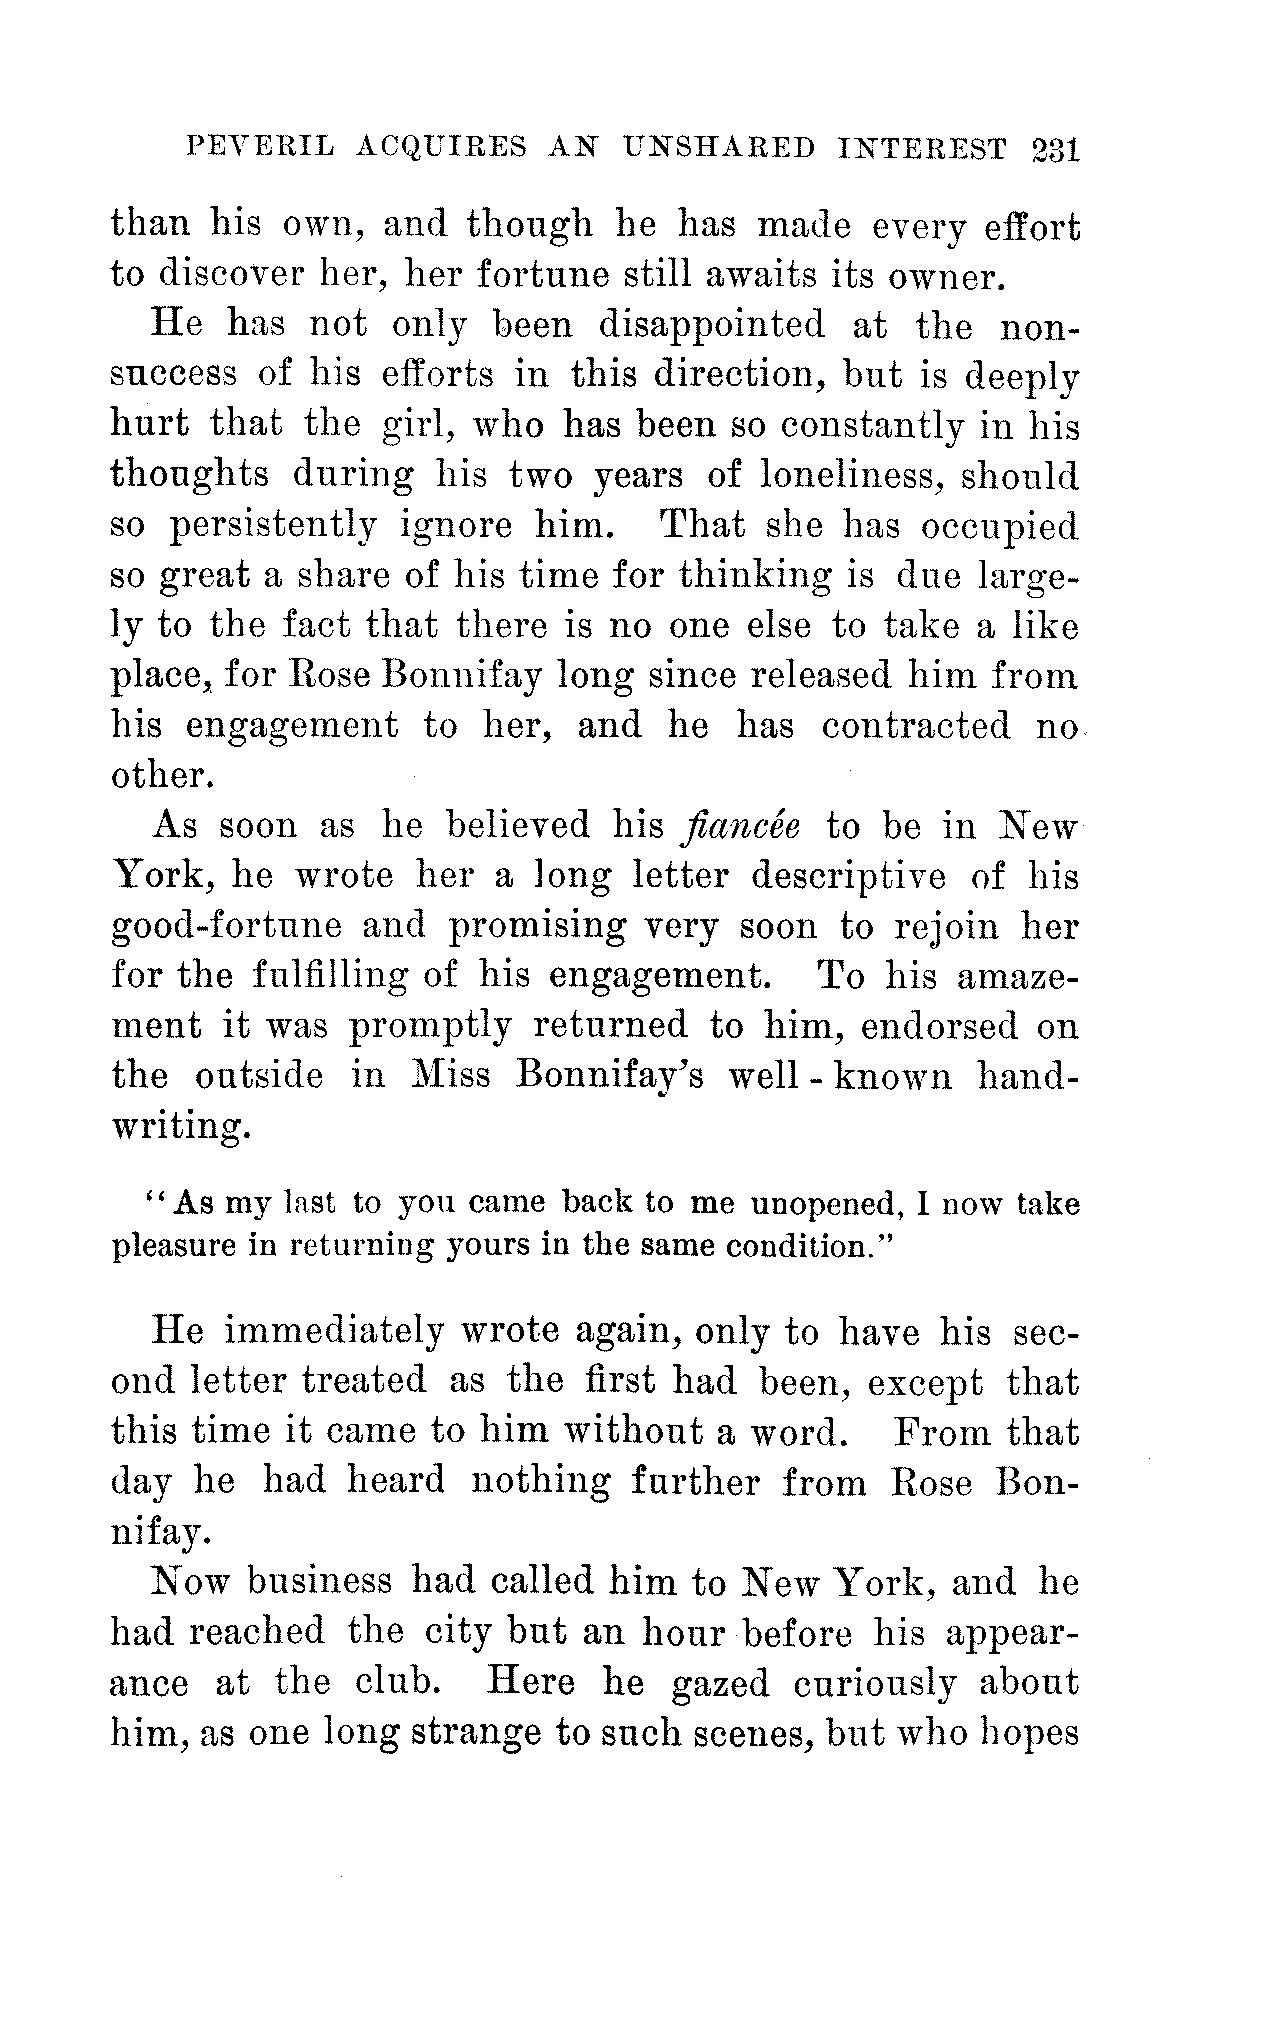 PEVERIL ACQUIRES AN UNSHARED INTEREST 231
than his own, and though he has made every effort
to discover her, her fortune still awaits its owner.
He has not only been disappointed at the non-
success of his efforts in this direction, but is deeply
hurt that the girl, who has been so constantly in his
thoughts during his two years of loneliness, should
so persistently ignore him. That she has occupied
so great a share of his time for thinking is due large-
ly to the fact that there is no one else to take a like
place, for Rose Bonnifay long since released him from
his engagement to her, and he has contracted no
other.
As soon as he believed his fiancée to be in New
York, he wrote her a long letter descriptive of his
good-fortune and promising very soon to rejoin her
for the fulfilling of his engagement. To his amaze-
ment it was promptly returned to him, endorsed on
the outside in Miss Bonnifay's well-known hand-
writing.
"As my last to you came back to me unopened, I now take
pleasure in returning yours in the same condition."
He immediately wrote again, only to have his sec-
ond letter treated as the first had been, except that
this time it came to him without a word. From that
day he had heard nothing further from Rose Bon-
nifay.
Now business had called him to New York, and he
had reached the city but an hour before his appear-
ance at the club. Here he gazed curiously about
him, as one long strange to such scenes, but who hopes